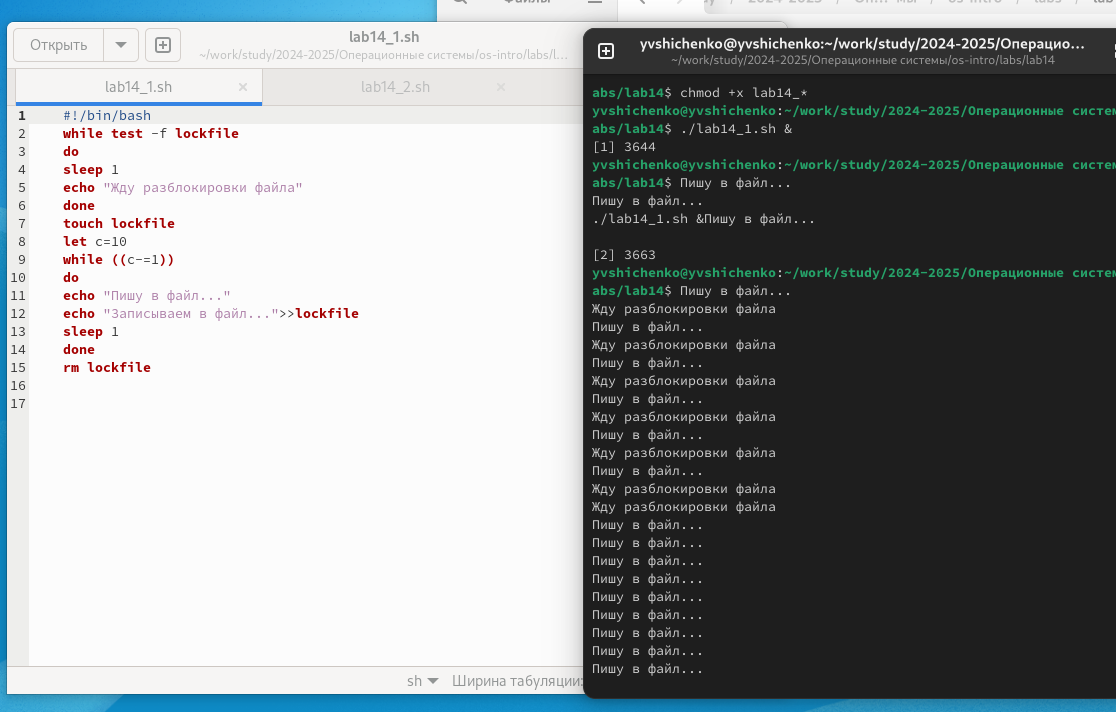 Файлы
2024-2025 / / os-intro / labs /
Открыть
lab14_1.sh
~/work/study/2024-2025/Операционные системы/os-intro/labs/l...
lab14_1.sh ×
lab14_2.sh ×
1 #!/bin/bash
2 while test -f lockfile
3 do
4 sleep 1
5 echo "Жду разблокировки файла"
6 done
7 touch lockfile
8 let c=10
9 while ((c-=1))
10 do
11 echo "Пишу в файл..."
12 echo "Записываем в файл...">>lockfile
13 sleep 1
14 done
15 rm lockfile
16
17
sh
Ширина табуляции:
yvshichenko@yvshichenko:~/work/study/2024-2025/Операцио...
~/work/study/2024-2025/Операционные системы/os-intro/labs/lab14
abs/lab14$ chmod +x lab14_*
yvshichenko@yvshichenko:~/work/study/2024-2025/Операционные систе
abs/lab14$ ./lab14_1.sh &
[1] 3644
yvshichenko@yvshichenko:~/work/study/2024-2025/Операционные систе
abs/lab14$ Пишу в файл...
Пишу в файл...
./lab14_1.sh &Пишу в файл...
[2] 3663
yvshichenko@yvshichenko:~/work/study/2024-2025/Операционные систе
abs/lab14$ Пишу в файл...
Жду разблокировки файла
Пишу в файл...
Жду разблокировки файла
Пишу в файл...
Жду разблокировки файла
Пишу в файл...
Жду разблокировки файла
Пишу в файл...
Жду разблокировки файла
Пишу в файл...
Жду разблокировки файла
Жду разблокировки файла
Пишу в файл...
Пишу в файл...
Пишу в файл...
Пишу в файл...
Пишу в файл...
Пишу в файл...
Пишу в файл...
Пишу в файл...
Пишу в файл...